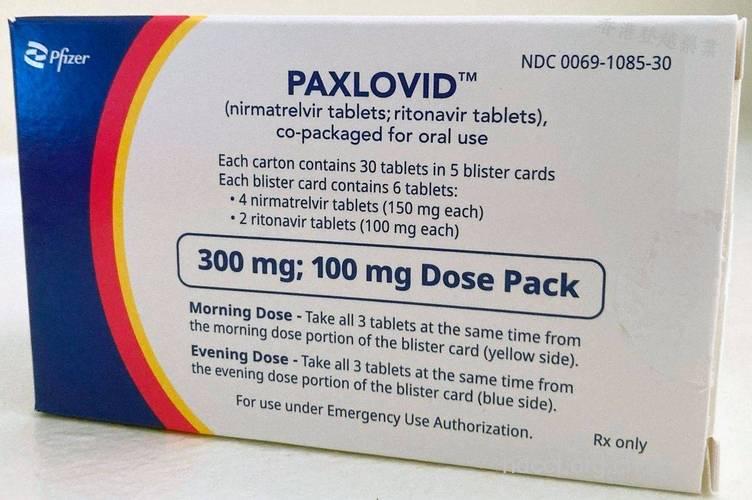 Pfizer
NDC 0069-1085-30
PAXLOVID™
(nirmatrelvir tablets; ritonavir tablets),
co-packaged for oral use
Each carton contains 30 tablets in 5 blister cards
Each blister card contains 6 tablets:
• 4 nirmatrelvir tablets (150 mg each)
• 2 ritonavir tablets (100 mg each)
300 mg; 100 mg Dose Pack
Morning Dose - Take all 3 tablets at the same time from
the morning dose portion of the blister card (yellow side).
Evening Dose - Take all 3 tablets at the same time from
the evening dose portion of the blister card (blue side).
For use under Emergency Use Authorization.
Rx only